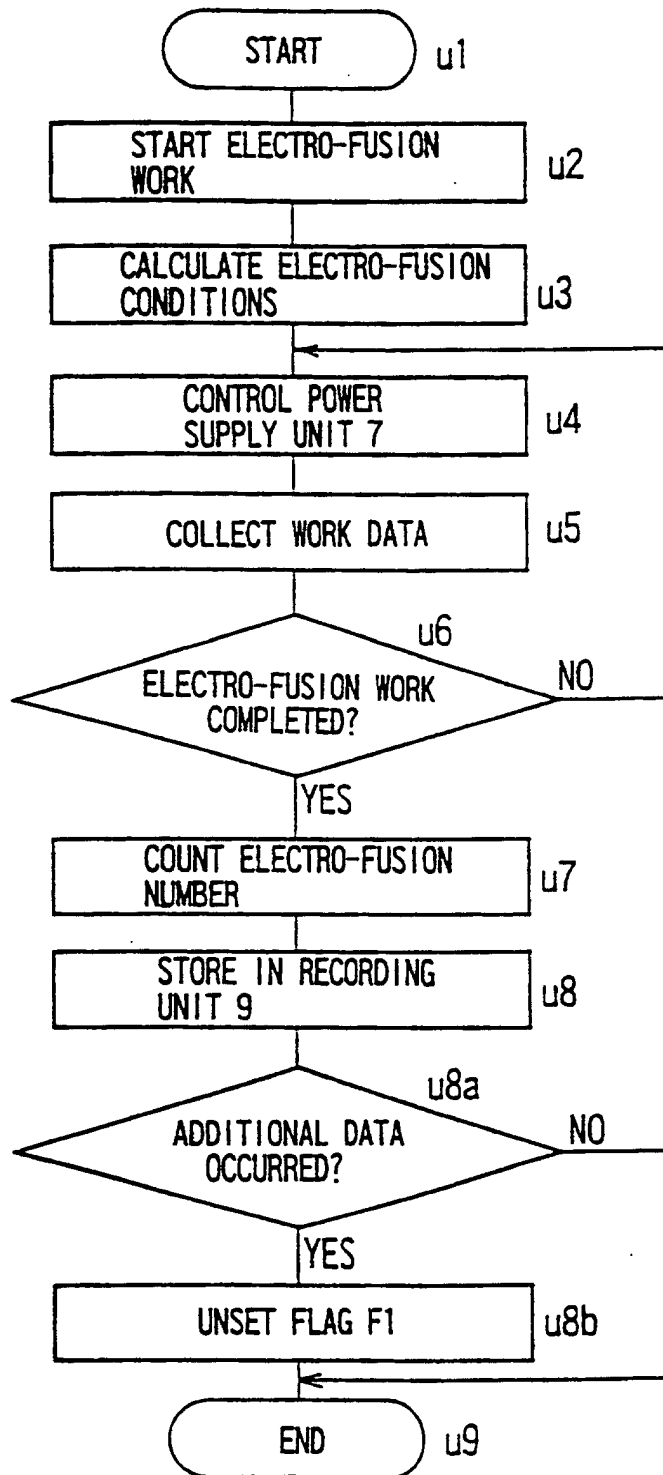 START
u1
START ELECTRO-FUSION
WORK
u2
CALCULATE ELECTRO-FUSION
CONDITIONS
u3
CONTROL POWER
SUPPLY UNIT 7
u4
COLLECT WORK DATA
u5
u6
ELECTRO-FUSION WORK
COMPLETED?
NO
YES
COUNT ELECTRO-FUSION
NUMBER
u7
STORE IN RECORDING
UNIT 9
u8
u8a
ADDITIONAL DATA
OCCURRED?
NO
YES
UNSET FLAG F1
u8b
END
u9